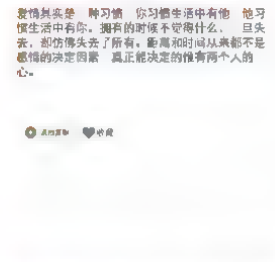 爱情其实是一种习惯 你习惯生活中有他 他习
惯生活中有你。拥有的时候不觉得什么，一旦失
去，却仿佛失去了所有。距离和时间从来都不是
感情的决定因素 真正能决定的惟有两个人的
心。
收藏